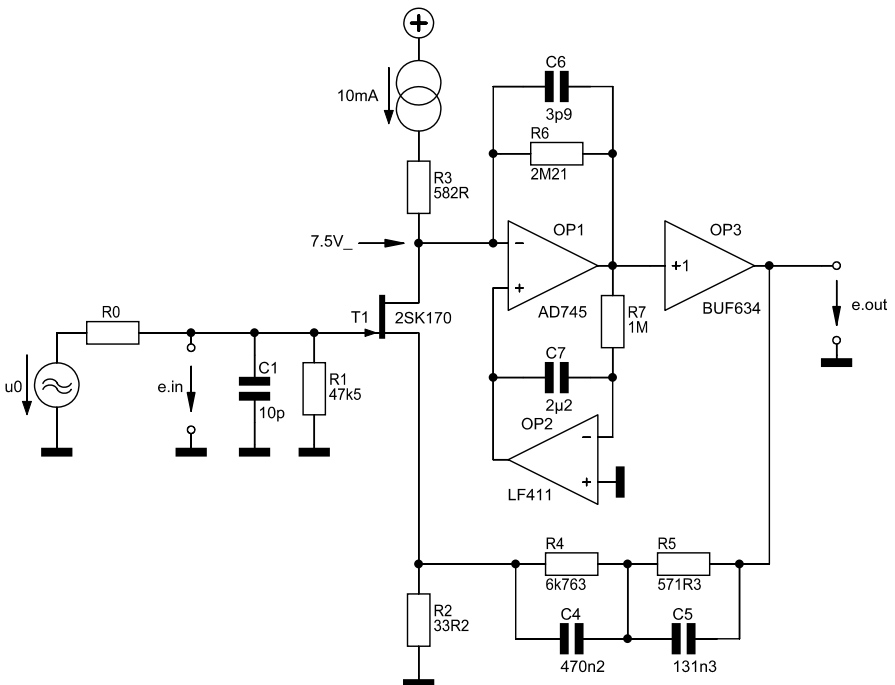 10mA
C6
3p9
R6
2M21
R3
582R
7.5V_
OP1
AD745
OP3
+1
BUF634
e.out
R0
T1
2SK170
R7
1M
u0
e.in
C1
10p
R1
47k5
C7
2µ2
OP2
LF411
R4
6k763
R5
571R3
R2
33R2
C4
470n2
C5
131n3